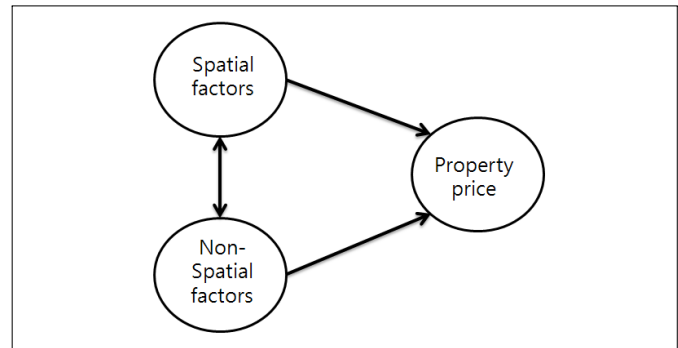 Spatial
factors
Property
price
Non-
Spatial
factors